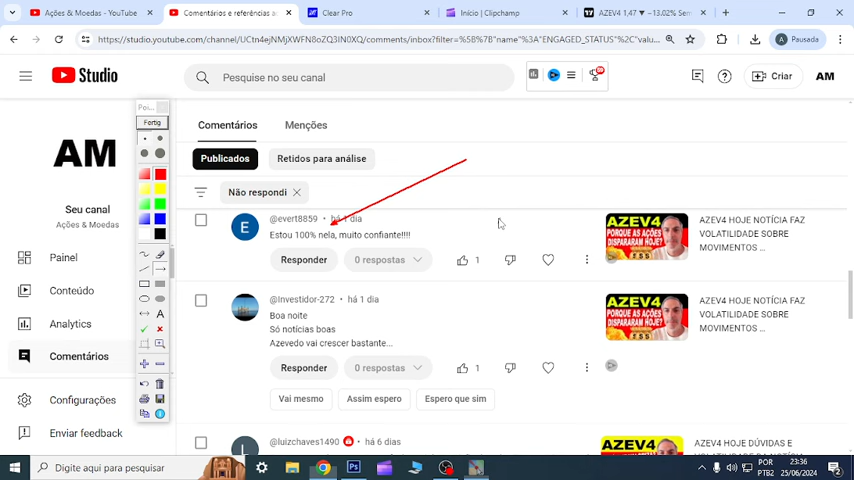 Ações & Moedas - YouTube
Comentários e referências ao
Clear Pro
Início | Clipchamp
AZEV4 1,47 ▼ −13.02% Sem
https://studio.youtube.com/channel/UCtn4ejNMjXWFN8oZQ3IN0XQ/comments/inbox?filter=%5B%7B"name"%3A"ENGAGED_STATUS"%2C"valu...
Pausada
Studio
Pesquise no seu canal
Criar
AM
Poi...
Fertig
AM
Seu canal
Ações & Moedas
Painel
Conteúdo
Analytics
Comentários
Configurações
Enviar feedback
Comentários
Menções
Publicados
Retidos para análise
Não respondi
E
@evert8859 • há 1 dia
Estou 100% nela, muito confiante!!!!
Responder
0 respostas
1
AZEV4
PORQUE AS AÇÕES
DISPARARAM HOJE?
AZEV4 HOJE NOTÍCIA FAZ
VOLATILIDADE SOBRE
MOVIMENTOS ...
@Investidor-272 • há 1 dia
Boa noite
Só notícias boas
Azevedo vai crescer bastante...
Responder
0 respostas
1
Vai mesmo
Assim espero
Espero que sim
AZEV4
PORQUE AS AÇÕES
DISPARARAM HOJE?
AZEV4 HOJE NOTÍCIA FAZ
VOLATILIDADE SOBRE
MOVIMENTOS ...
L
@luizchaves1490 • há 6 dias
AZEV4
AZEV4 HOJE DÚVIDAS E
Digite aqui para pesquisar
POR
PTB2
23:36
25/06/2024
2